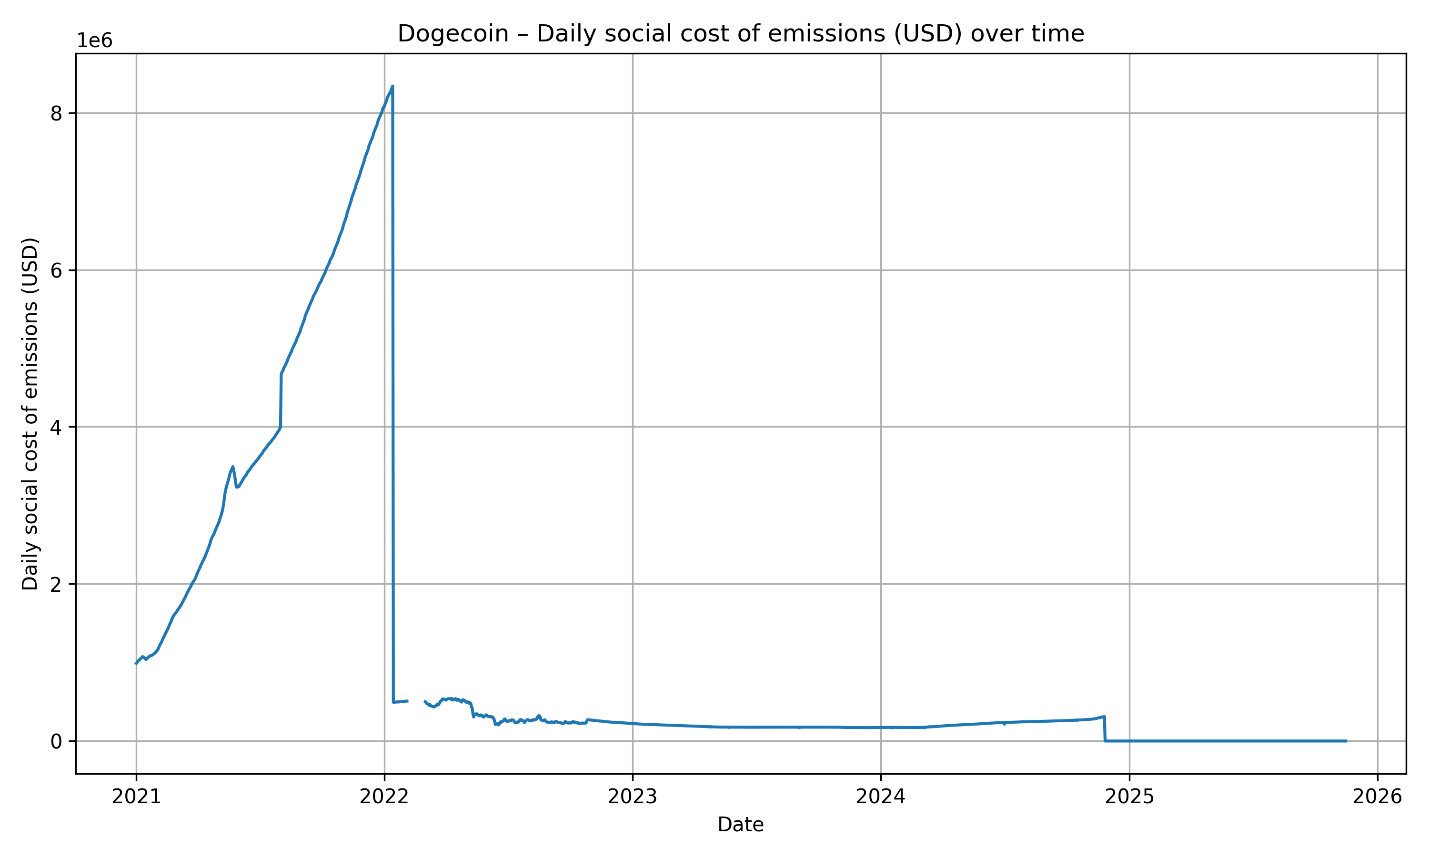 Dogecoin – Daily social cost of emissions (USD) over time
1e6
8
6
4
2
0
Daily social cost of emissions (USD)
2021 2022 2023 2024 2025 2026
Date